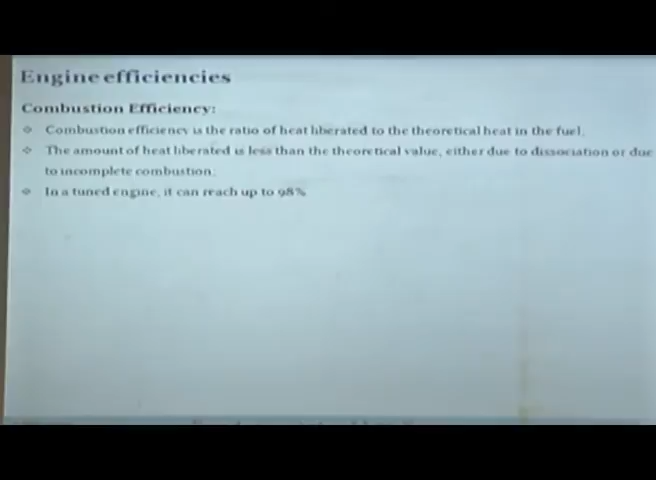 Engine efficiencies
Combustion Efficiency:
Combustion efficiency is the ratio of heat liberated to the theoretical heat in the fuel.
The amount of heat liberated is less than the theoretical value, either due to dissociation or due
to incomplete combustion.
In a tuned engine, it can reach up to 98%